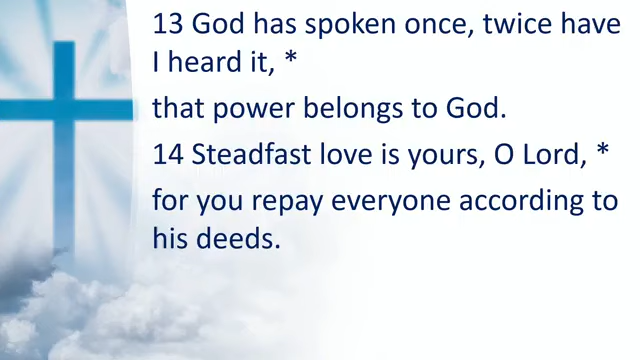 13 God has spoken once, twice have
I heard it, *
that power belongs to God.
14 Steadfast love is yours, O Lord, *
for you repay everyone according to
his deeds.